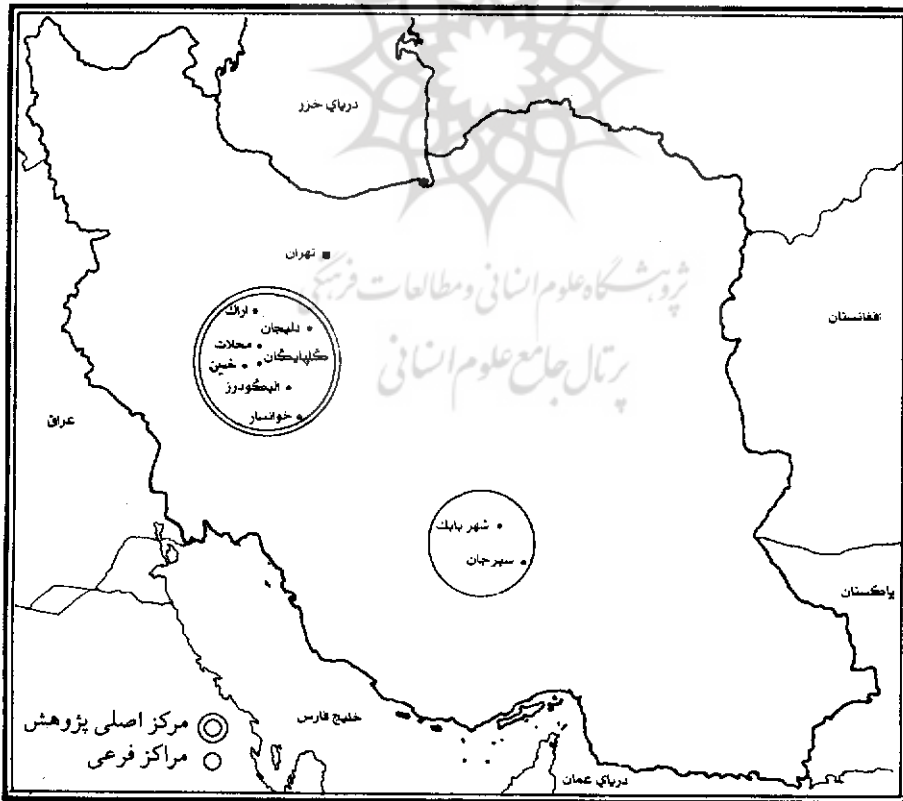 دریای خزر
تهران
پژوهشگاه علوم انسانی و مطالعات فرهنگی
پرتال جامع علوم انسانی
افغانستان
اراک
دلیجان
محلات
گلپایگان
خمین
الیگودرز
خوانسار
عراق
شهر بابک
سیرجان
پاکستان
خلیج فارس
مرکز اصلی پژوهش
مراکز فرعی
دریای عمان